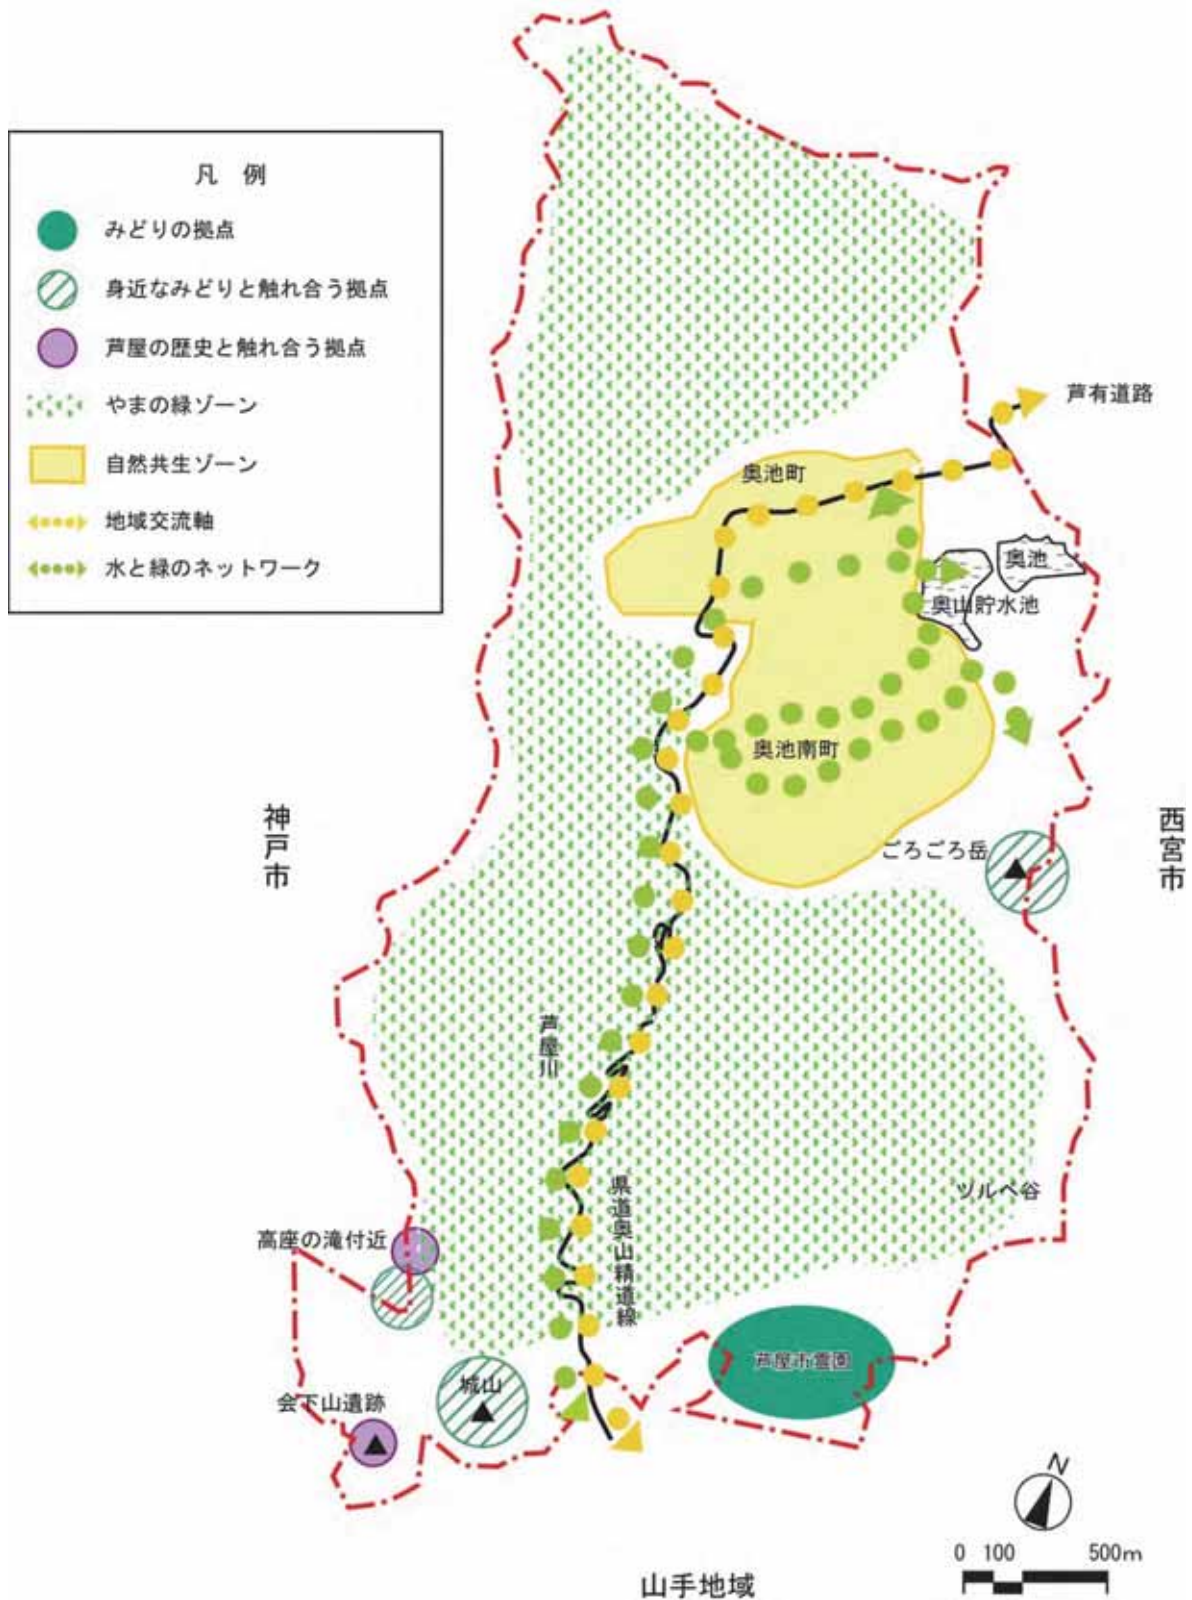 凡 例
みどりの拠点
身近なみどりと触れ合う拠点
芦屋の歴史と触れ合う拠点
やまの緑ゾーン
自然共生ゾーン
地域交流軸
水と緑のネットワーク
芦有道路
奥池町
奥池
奥山貯水池
奥池南町
神戸市
西宮市
ごろごろ岳
芦屋川
県道奥山精道線
ツルベ谷
高座の滝付近
芦屋市霊園
城山
会下山遺跡
N
0 100 500m
山手地域